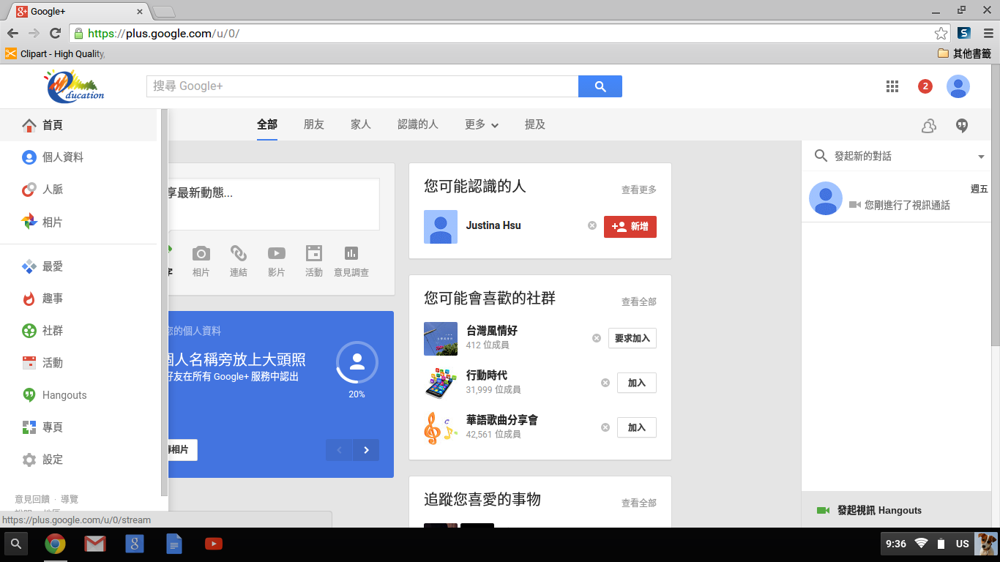 Google+
https://plus.google.com/u/0/
Clipart - High Quality,
其他書籤
ducation
搜尋 Google+
2
全部
朋友
家人
認識的人
更多
提及
首頁
個人資料
人脈
相片
最愛
趣事
社群
活動
Hangouts
專頁
設定
意見回饋 · 導覽
享最新動態...
字
相片
連結
影片
活動
意見調查
您的個人資料
個人名稱旁放上大頭照
好友在所有 Google+ 服務中認出
20%
專相片
您可能認識的人
查看更多
Justina Hsu
新增
您可能會喜歡的社群
查看全部
台灣風情好
412 位成員
要求加入
行動時代
31,999 位成員
加入
華語歌曲分享會
42,561 位成員
加入
追蹤您喜愛的事物
查看全部
發起新的對話
週五
您剛進行了視訊通話
發起視訊 Hangouts
https://plus.google.com/u/0/stream
9:36
US